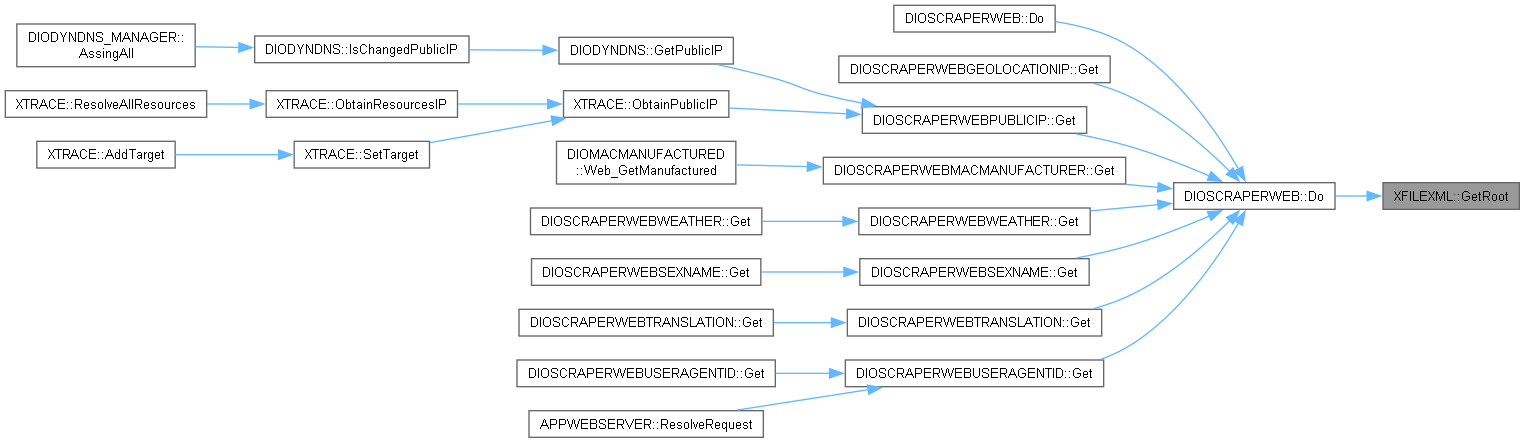 DIOSCRAPERWEB::Do
DIODYNDNS_MANAGER::
AssingAll
DIODYNDNS::IsChangedPublicIP
DIODYNDNS::GetPublicIP
DIOSCRAPERWEBGEOLOCATIONIP::Get
XTRACE::ResolveAllResources
XTRACE::ObtainResourcesIP
XTRACE::ObtainPublicIP
DIOSCRAPERWEBPUBLICIP::Get
XTRACE::AddTarget
XTRACE::SetTarget
DIOMACMANUFACTURED
::Web_GetManufactured
DIOSCRAPERWEBMACMANUFACTURER::Get
DIOSCRAPERWEB::Do
XFILEXML::GetRoot
DIOSCRAPERWEBWEATHER::Get
DIOSCRAPERWEBWEATHER::Get
DIOSCRAPERWEBSEXNAME::Get
DIOSCRAPERWEBSEXNAME::Get
DIOSCRAPERWEBTRANSLATION::Get
DIOSCRAPERWEBTRANSLATION::Get
DIOSCRAPERWEBUSERAGENTID::Get
DIOSCRAPERWEBUSERAGENTID::Get
APPWEBSERVER::ResolveRequest